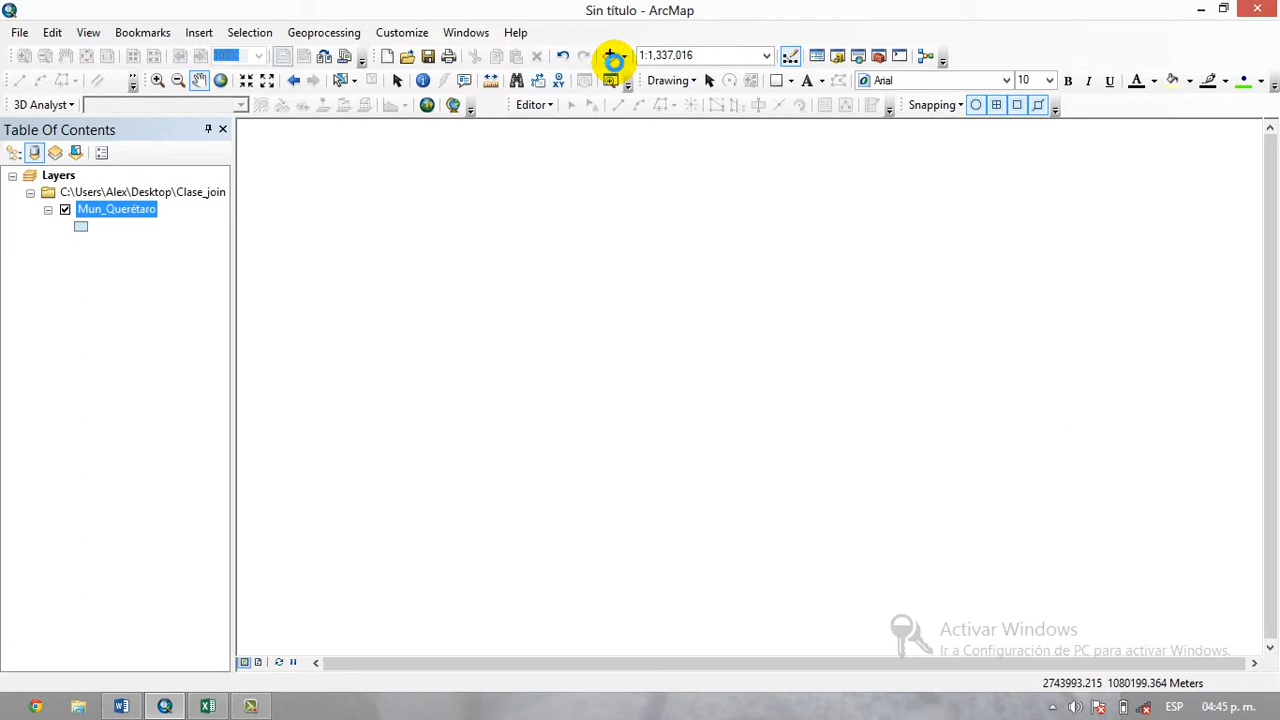 Sin título - ArcMap
File Edit View Bookmarks Insert Selection Geoprocessing Customize Windows Help
100%
1:1,337,016
Drawing
Arial
10
B I U A
3D Analyst
Editor
Snapping
Table Of Contents
Layers
C:\Users\Alex\Desktop\Clase_join
Mun_Querétaro
Activar Windows
Ir a Configuración de PC para activar Windows.
2743993.215 1080199.364 Meters
ESP
04:45 p. m.